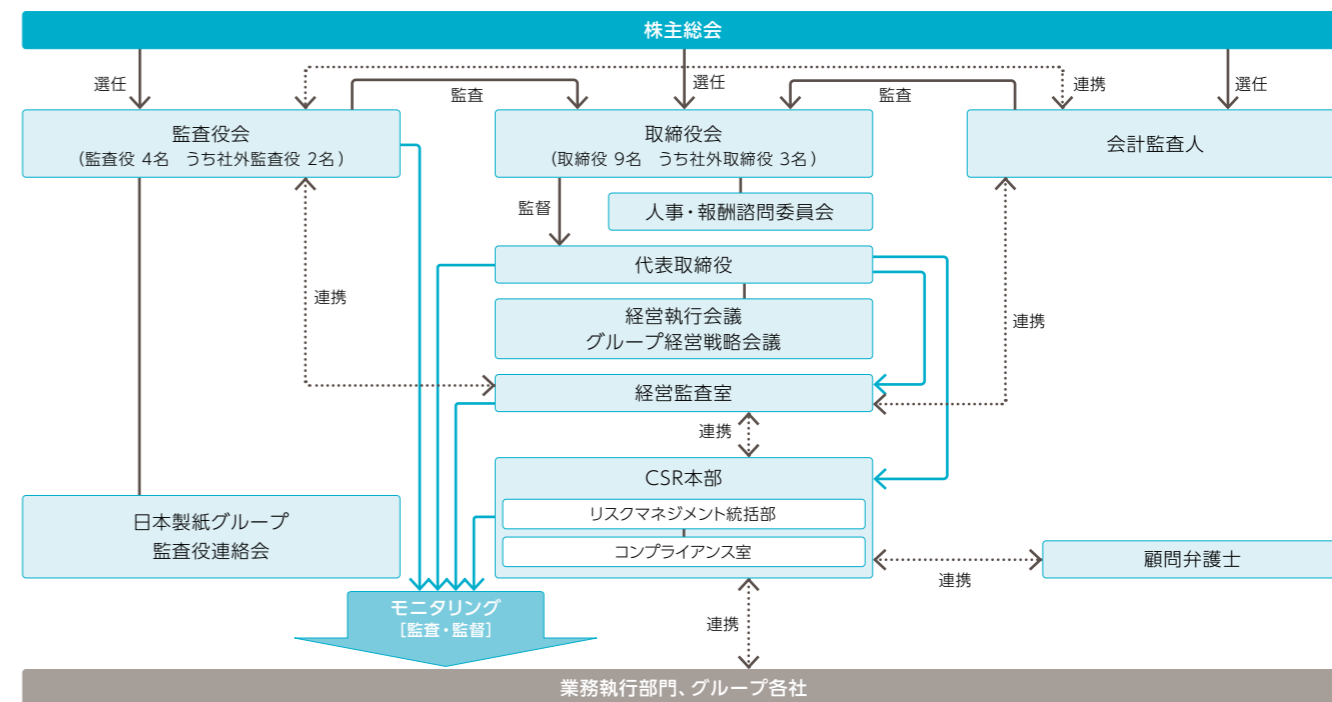 株主総会
選任
監査
選任
監査
連携
選任
監査役会
(監査役 4名 うち社外監査役 2名)
取締役会
(取締役 9名 うち社外取締役 3名)
会計監査人
監督
人事・報酬諮問委員会
代表取締役
連携
経営執行会議
グループ経営戦略会議
連携
経営監査室
連携
CSR本部
リスクマネジメント統括部
コンプライアンス室
日本製紙グループ
監査役連絡会
連携
顧問弁護士
モニタリング
[監査・監督]
連携
業務執行部門、グループ各社